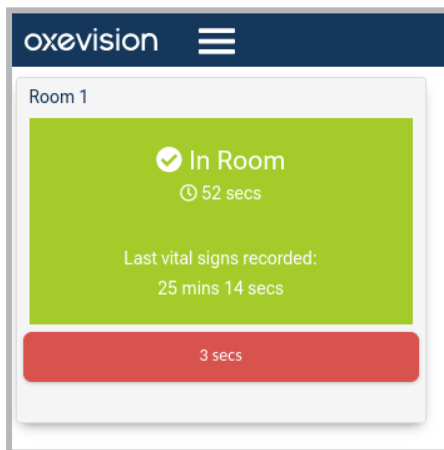 oxevision
Room 1
In Room
52 secs
Last vital signs recorded:
25 mins 14 secs
3 secs